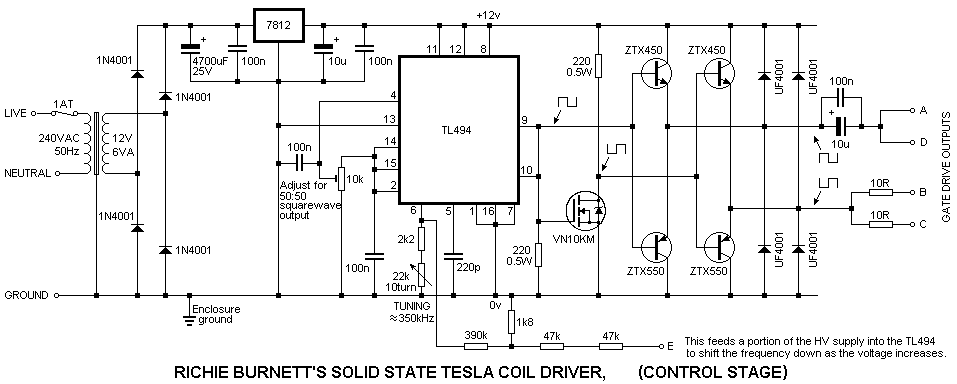 +12v
7812
ZTX450
ZTX450
1N4001
4700uF
25V
100n
10u
100n
11
12
8
220
0.5W
1N4001
UF4001
UF4001
100n
LIVE
1AT
4
TL494
9
A
240VAC
50Hz
12V
6VA
13
10u
D
100n
14
NEUTRAL
15
10
Adjust for
50:50
squarewave
output
10k
2
10R
B
10R
C
GATE DRIVE OUTPUTS
1N4001
6
5
1
16
7
VN10KM
1N4001
2k2
220
0.5W
100n
22k
10turn
220p
ZTX550
ZTX550
UF4001
UF4001
GROUND
Enclosure
ground
TUNING
≈350kHz
0v
1k8
390k
47k
47k
E
This feeds a portion of the HV supply into the TL494
to shift the frequency down as the voltage increases.
RICHIE BURNETT'S SOLID STATE TESLA COIL DRIVER, (CONTROL STAGE)